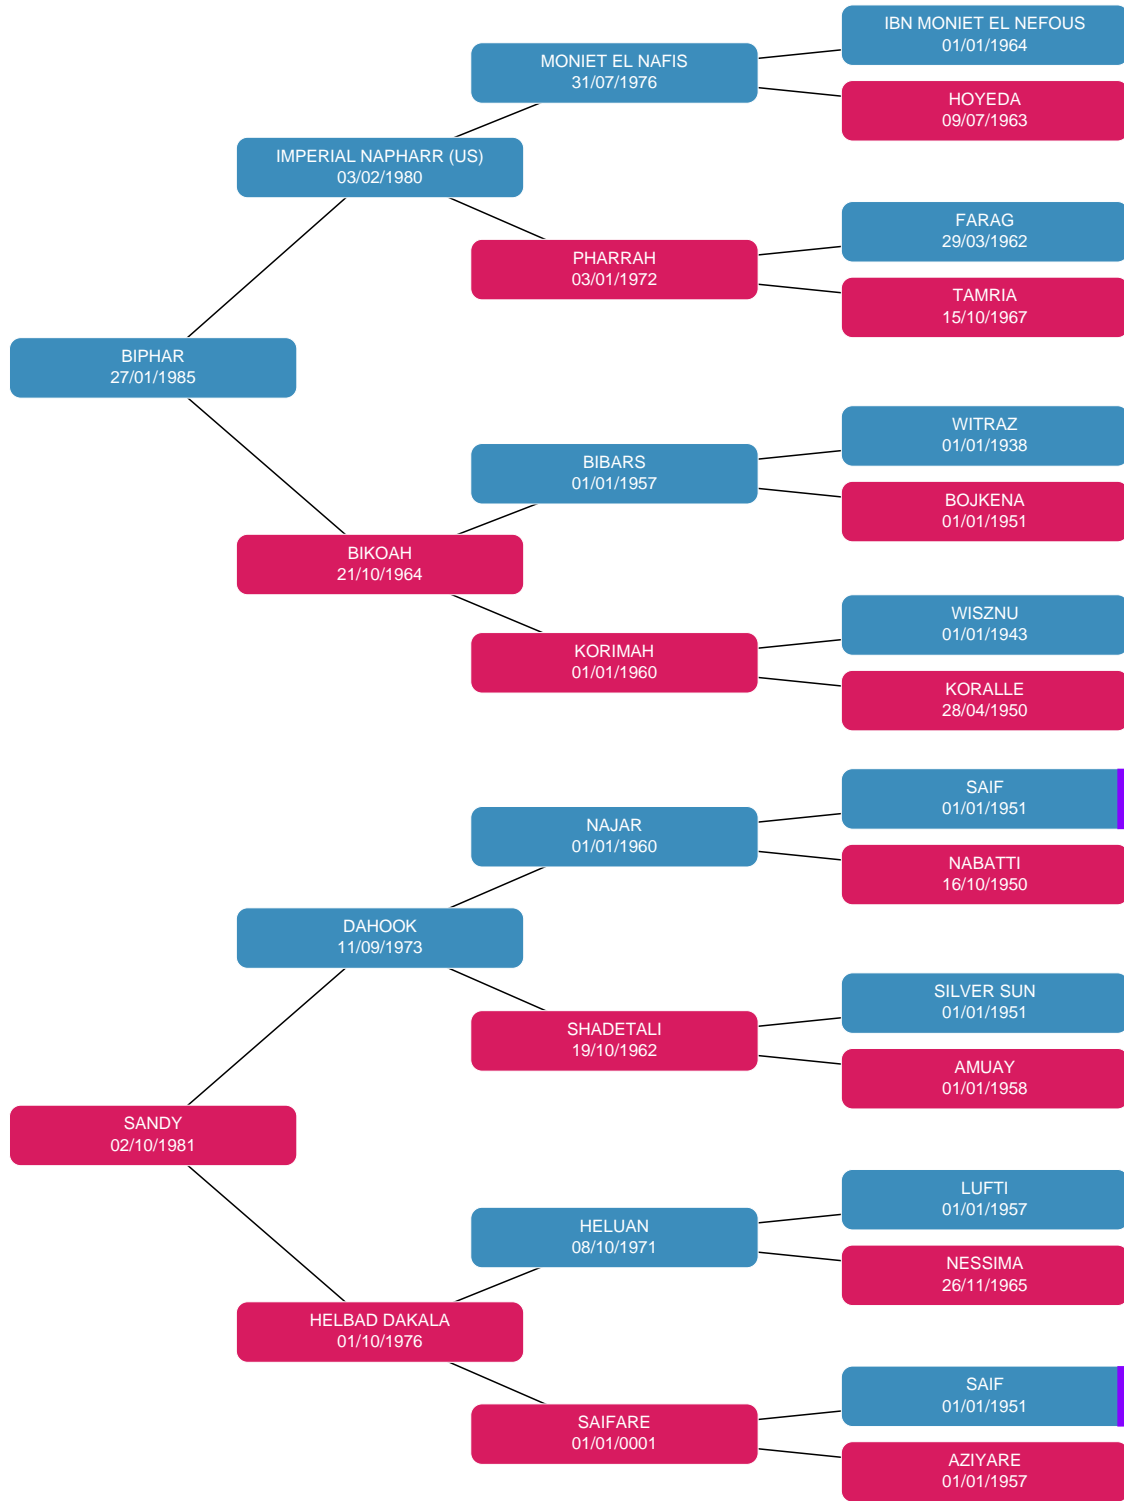 IBN MONIET EL NEFOUS
01/01/1964
MONIET EL NAFIS
31/07/1976
HOYEDA
09/07/1963
IMPERIAL NAPHARR (US)
03/02/1980
FARAG
29/03/1962
PHARRAH
03/01/1972
TAMRIA
15/10/1967
BIPHAR
27/01/1985
WITRAZ
01/01/1938
BIBARS
01/01/1957
BOJKENA
01/01/1951
BIKOAH
21/10/1964
WISZNU
01/01/1943
KORIMAH
01/01/1960
KORALLE
28/04/1950
SAIF
01/01/1951
NAJAR
01/01/1960
NABATTI
16/10/1950
DAHOOK
11/09/1973
SILVER SUN
01/01/1951
SHADETALI
19/10/1962
AMUAY
01/01/1958
SANDY
02/10/1981
LUFTI
01/01/1957
HELUAN
08/10/1971
NESSIMA
26/11/1965
HELBAD DAKALA
01/10/1976
SAIF
01/01/1951
SAIFARE
01/01/0001
AZIYARE
01/01/1957